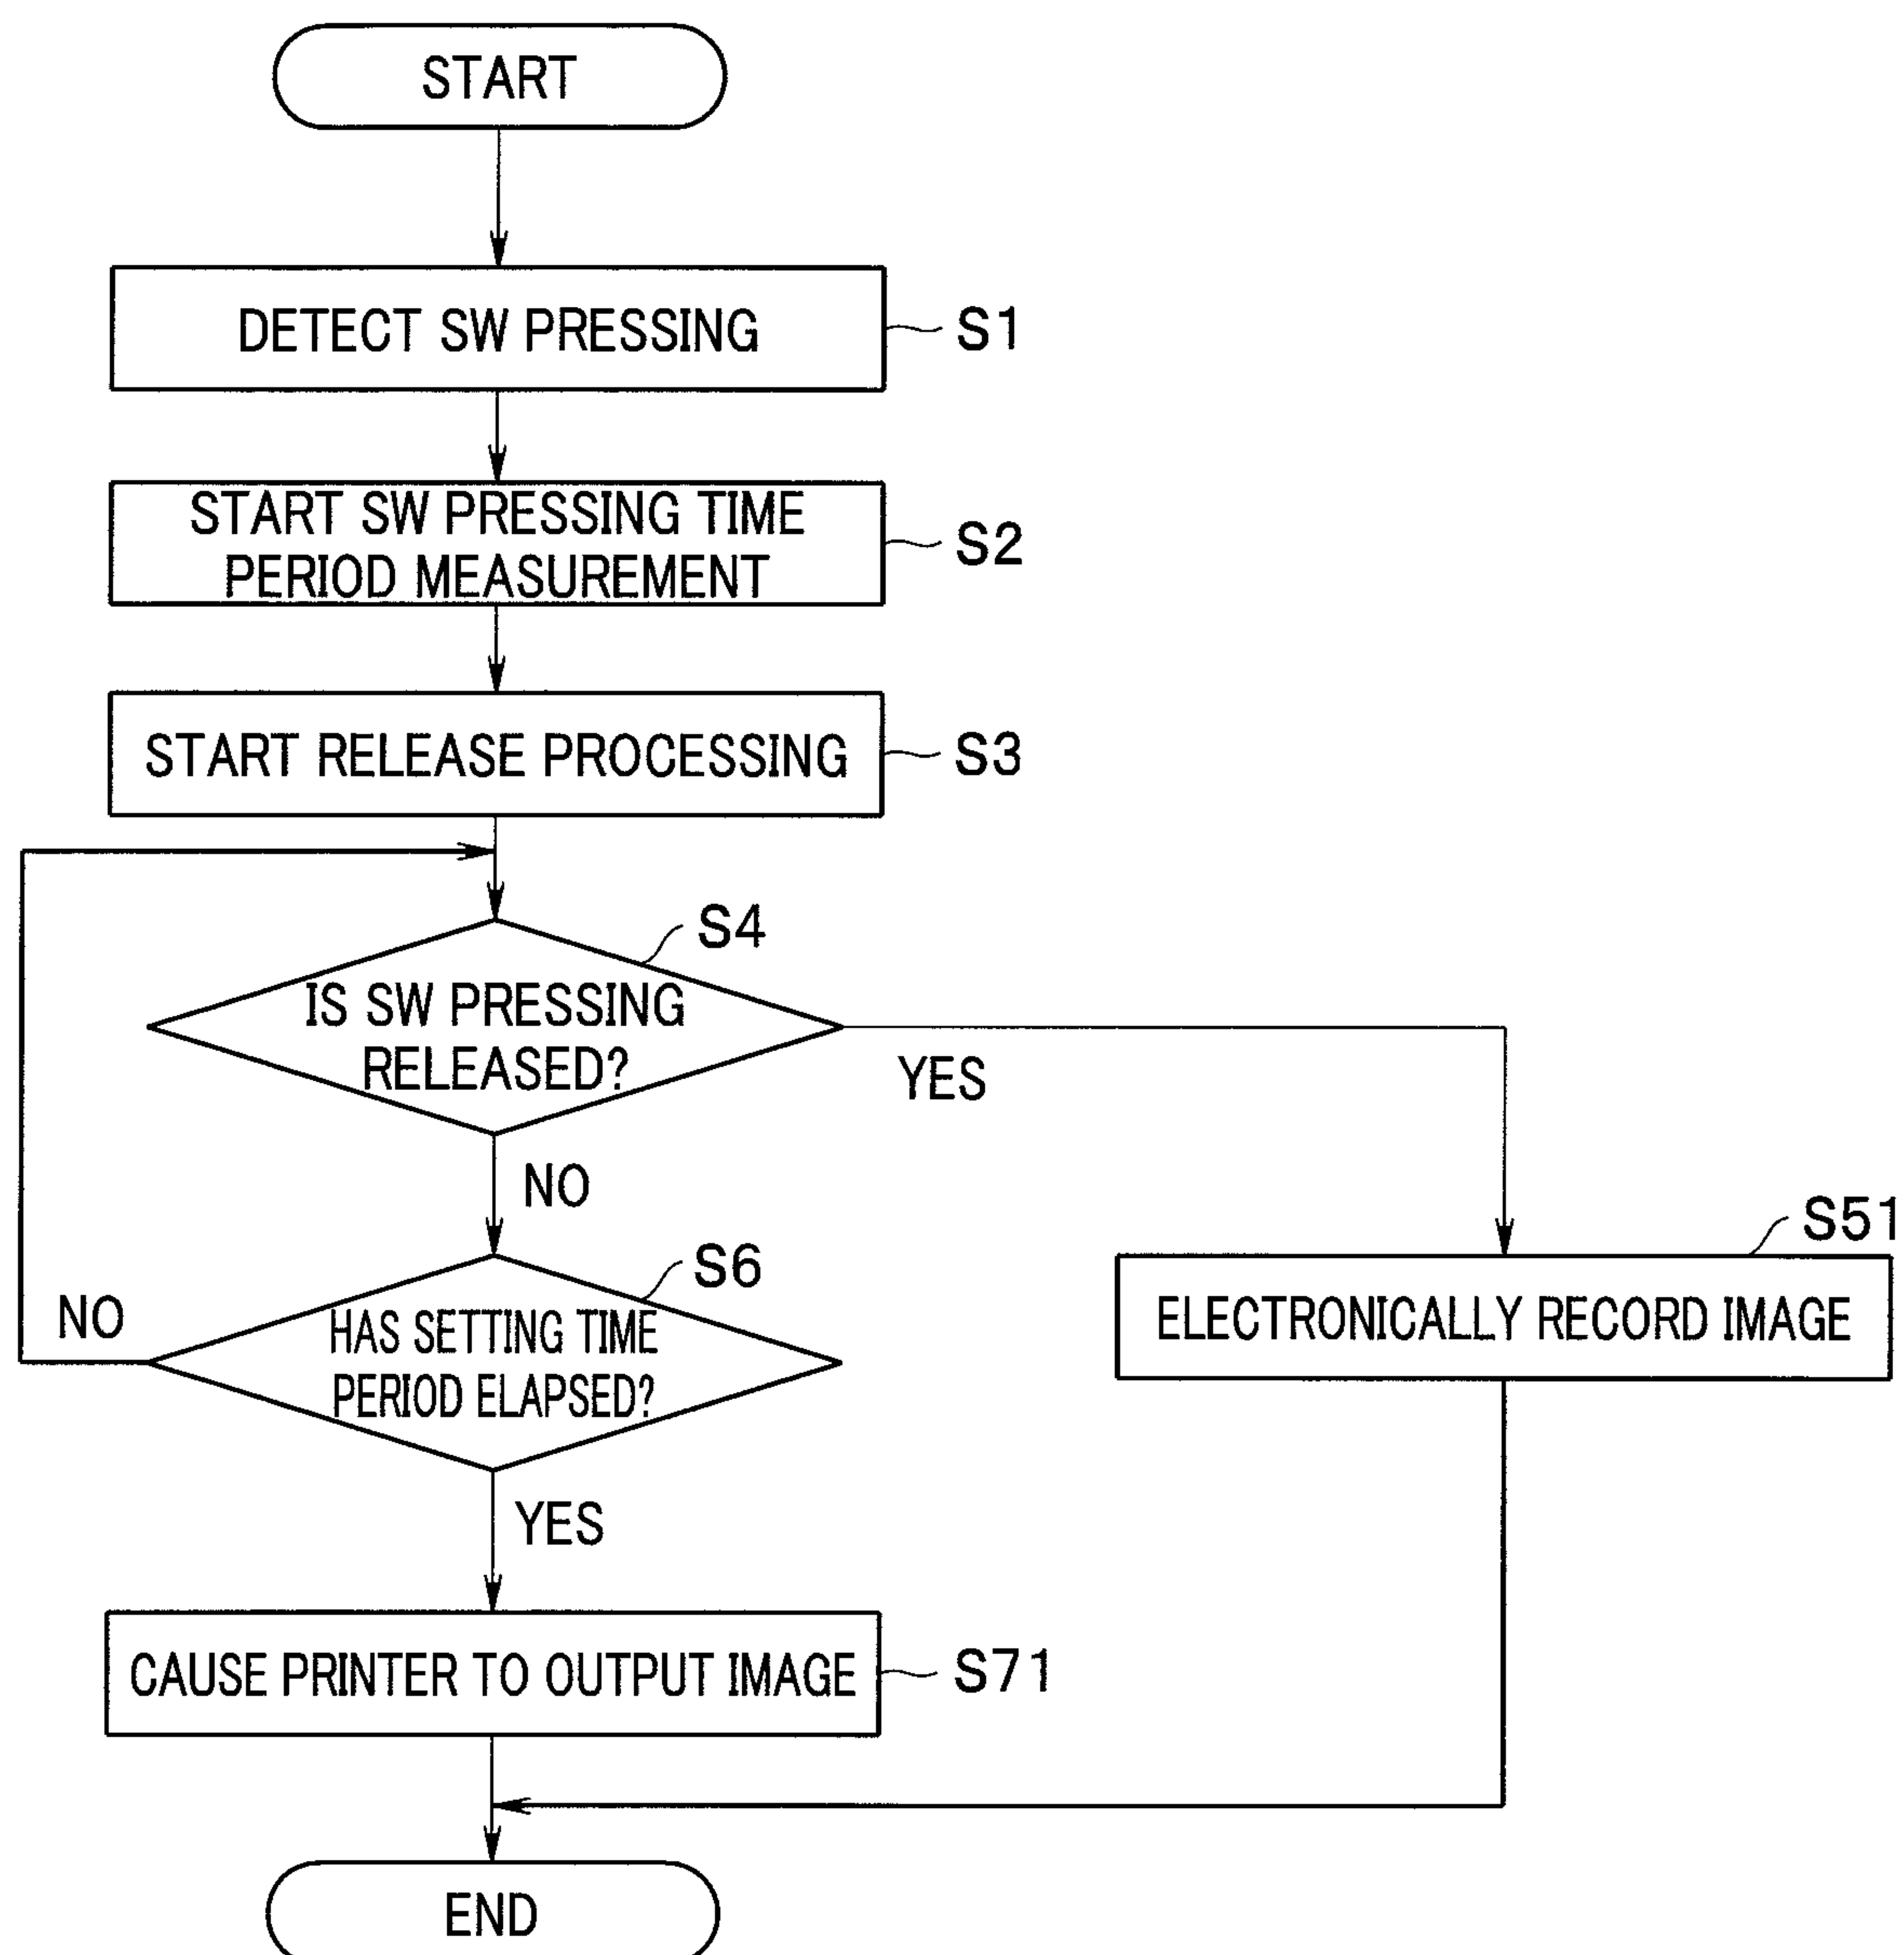 START
DETECT SW PRESSING
S1
START SW PRESSING TIME
PERIOD MEASUREMENT
S2
START RELEASE PROCESSING
S3
S4
IS SW PRESSING
RELEASED?
YES
NO
S6
HAS SETTING TIME
PERIOD ELAPSED?
NO
YES
S51
ELECTRONICALLY RECORD IMAGE
CAUSE PRINTER TO OUTPUT IMAGE
S71
END